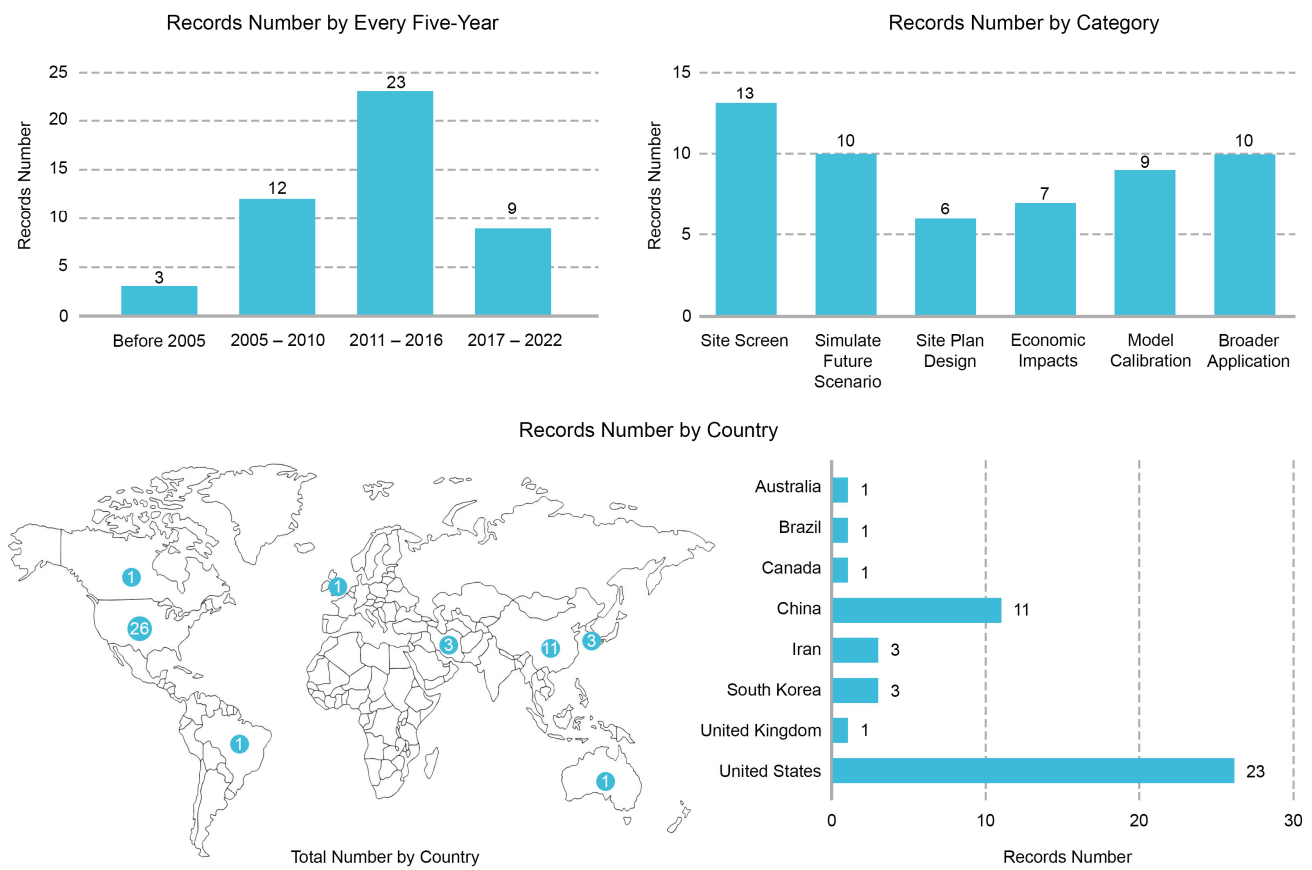 Records Number by Every Five-Year
Records Number
25
20
15
10
5
0
3
12
23
9
Before 2005
2005 – 2010
2011 – 2016
2017 – 2022
Records Number by Category
Records Number
15
10
5
0
13
10
6
7
9
10
Site Screen
Simulate
Future
Scenario
Site Plan
Design
Economic
Impacts
Model
Calibration
Broader
Application
Records Number by Country
1
26
1
1
3
11
3
1
Total Number by Country
Australia 1
Brazil 1
Canada 1
China 11
Iran 3
South Korea 3
United Kingdom 1
United States 23
0 10 20 30
Records Number